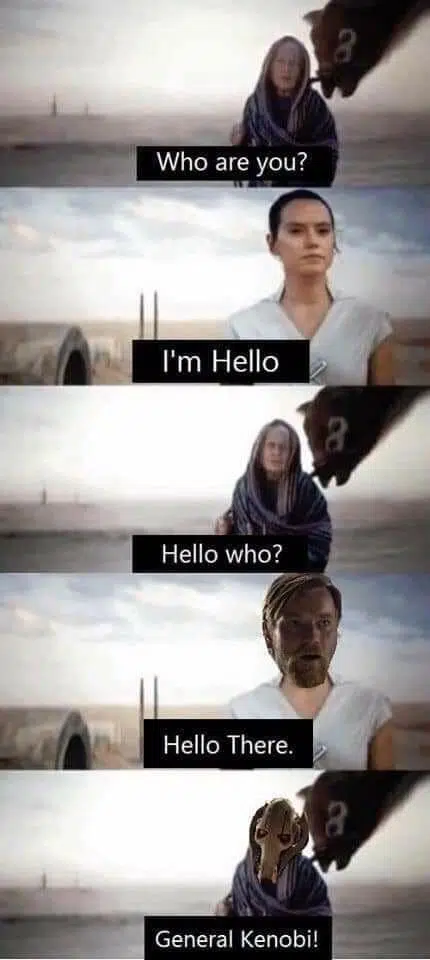 Who are you?
I'm Hello
Hello who?
Hello There.
General Kenobi!